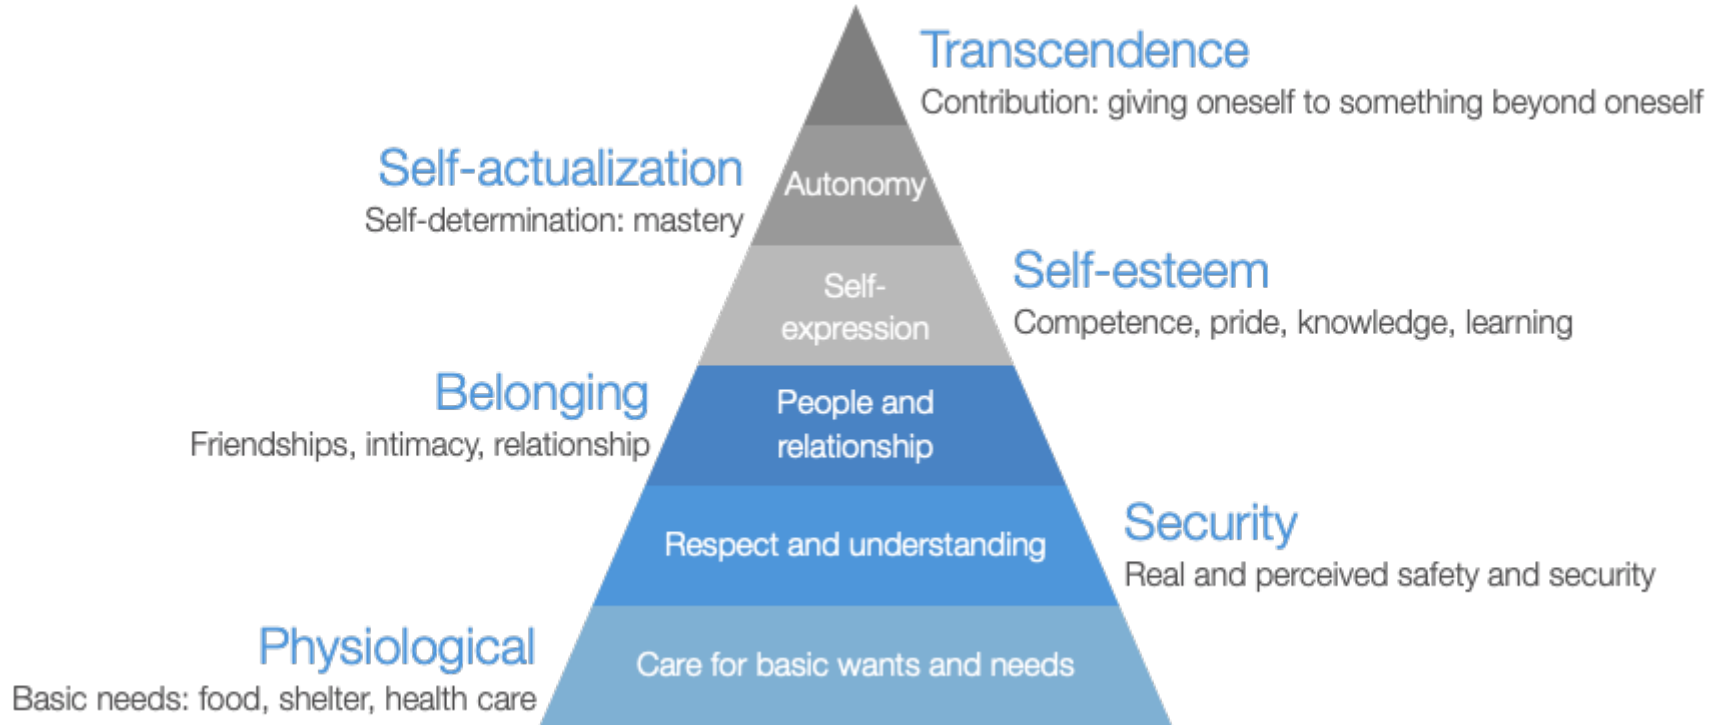 Transcendence
Contribution: giving oneself to something beyond oneself
Self-actualization
Self-determination: mastery
Autonomy
Self-esteem
Competence, pride, knowledge, learning
Self-
expression
Belonging
Friendships, intimacy, relationship
People and
relationship
Security
Real and perceived safety and security
Respect and understanding
Physiological
Basic needs: food, shelter, health care
Care for basic wants and needs